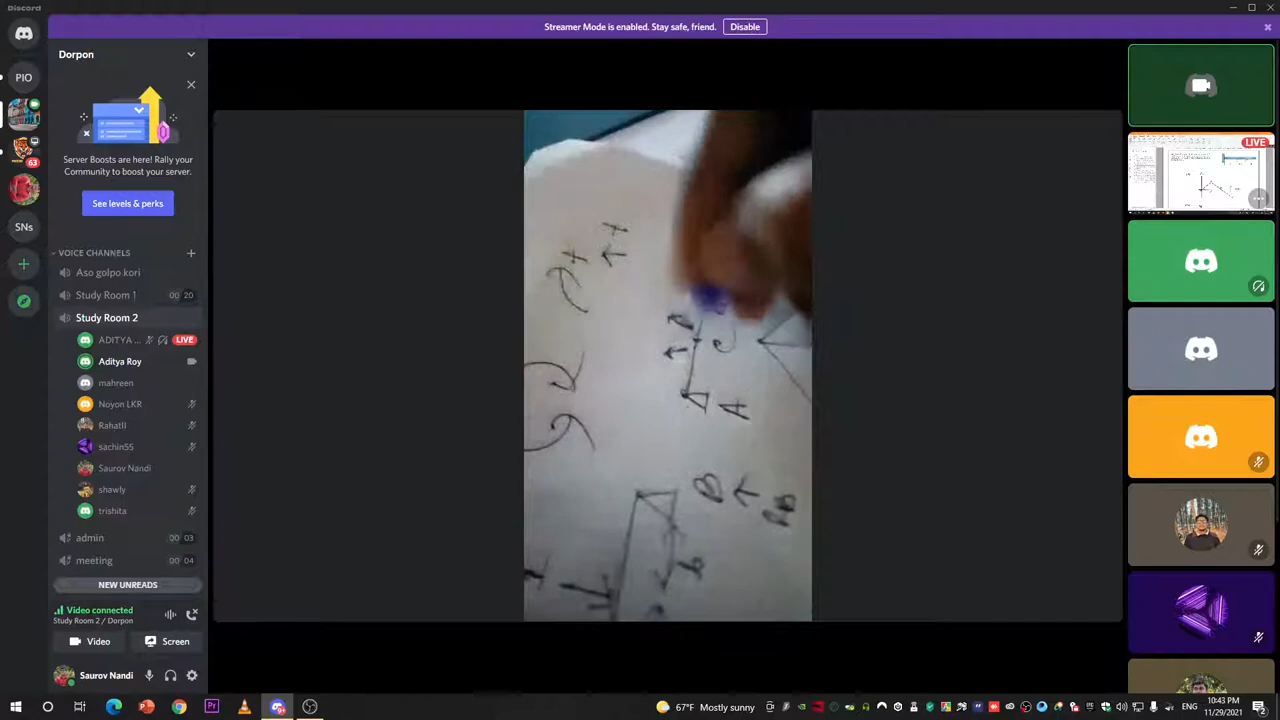 Discord
Streamer Mode is enabled. Stay safe, friend.
Disable
Dorpon
Server Boosts are here! Rally your
Community to boost your server.
See levels & perks
SNs
PIO
63
VOICE CHANNELS
Aso golpo kori
Study Room 1
00 20
Study Room 2
ADITYA ...
LIVE
Aditya Roy
mahreen
Noyon LKR
RahatII
sachin55
Saurov Nandi
shawly
trishita
admin
00 03
meeting
00 04
NEW UNREADS
Video connected
Study Room 2 / Dorpon
Video
Screen
Saurov Nandi
LIVE
+
+
B
C
A
B
67°F Mostly sunny
ENG
10:43 PM
11/29/2021
2